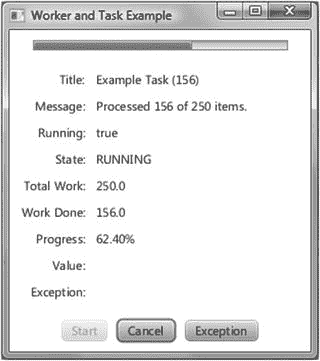 Worker and Task Example
Title: Example Task (156)
Message: Processed 156 of 250 items.
Running: true
State: RUNNING
Total Work: 250.0
Work Done: 156.0
Progress: 62.40%
Value:
Exception:
Start Cancel Exception